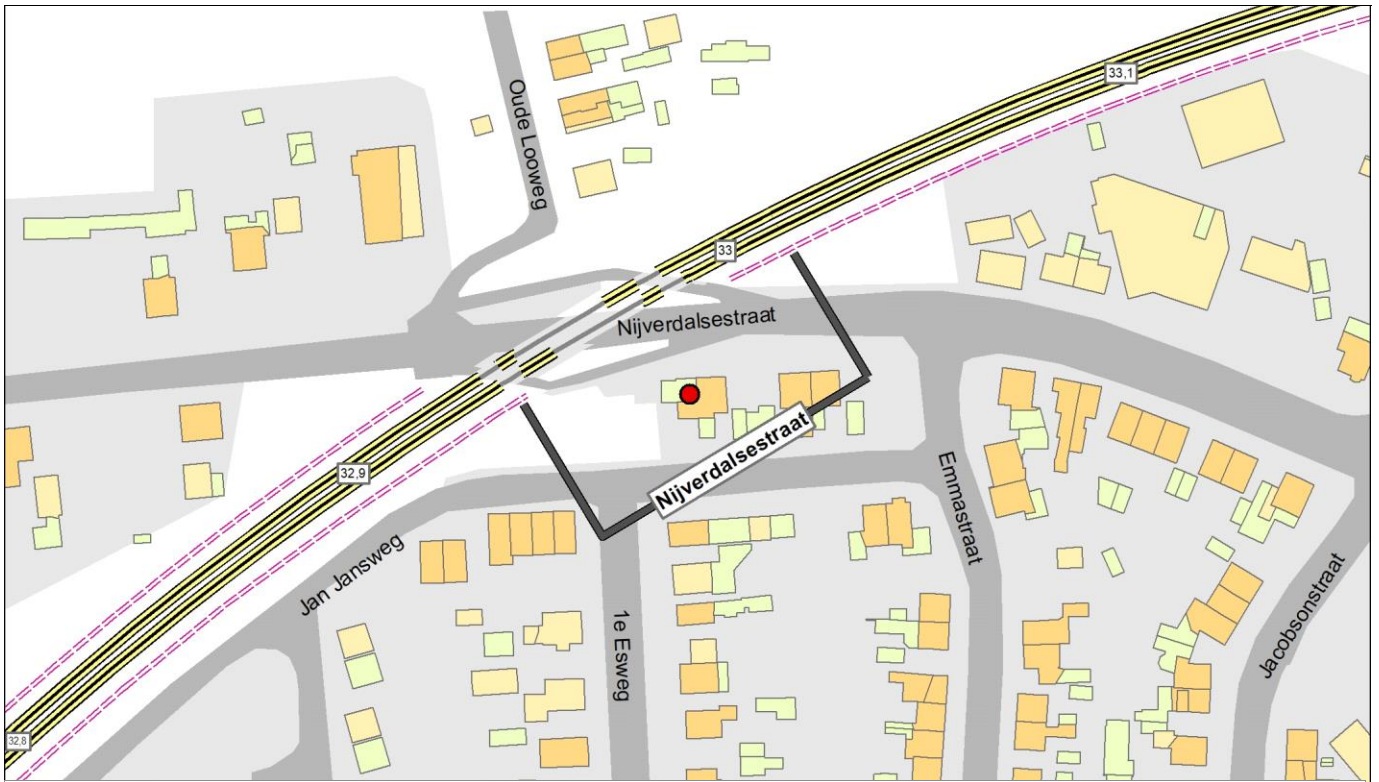 33,1
Oude Looweg
33
Nijverdalsestraat
Nijverdalsestraat
32,9
Emmastraat
Jan Jansweg
1e Esweg
Jacobsonstraat
32,8